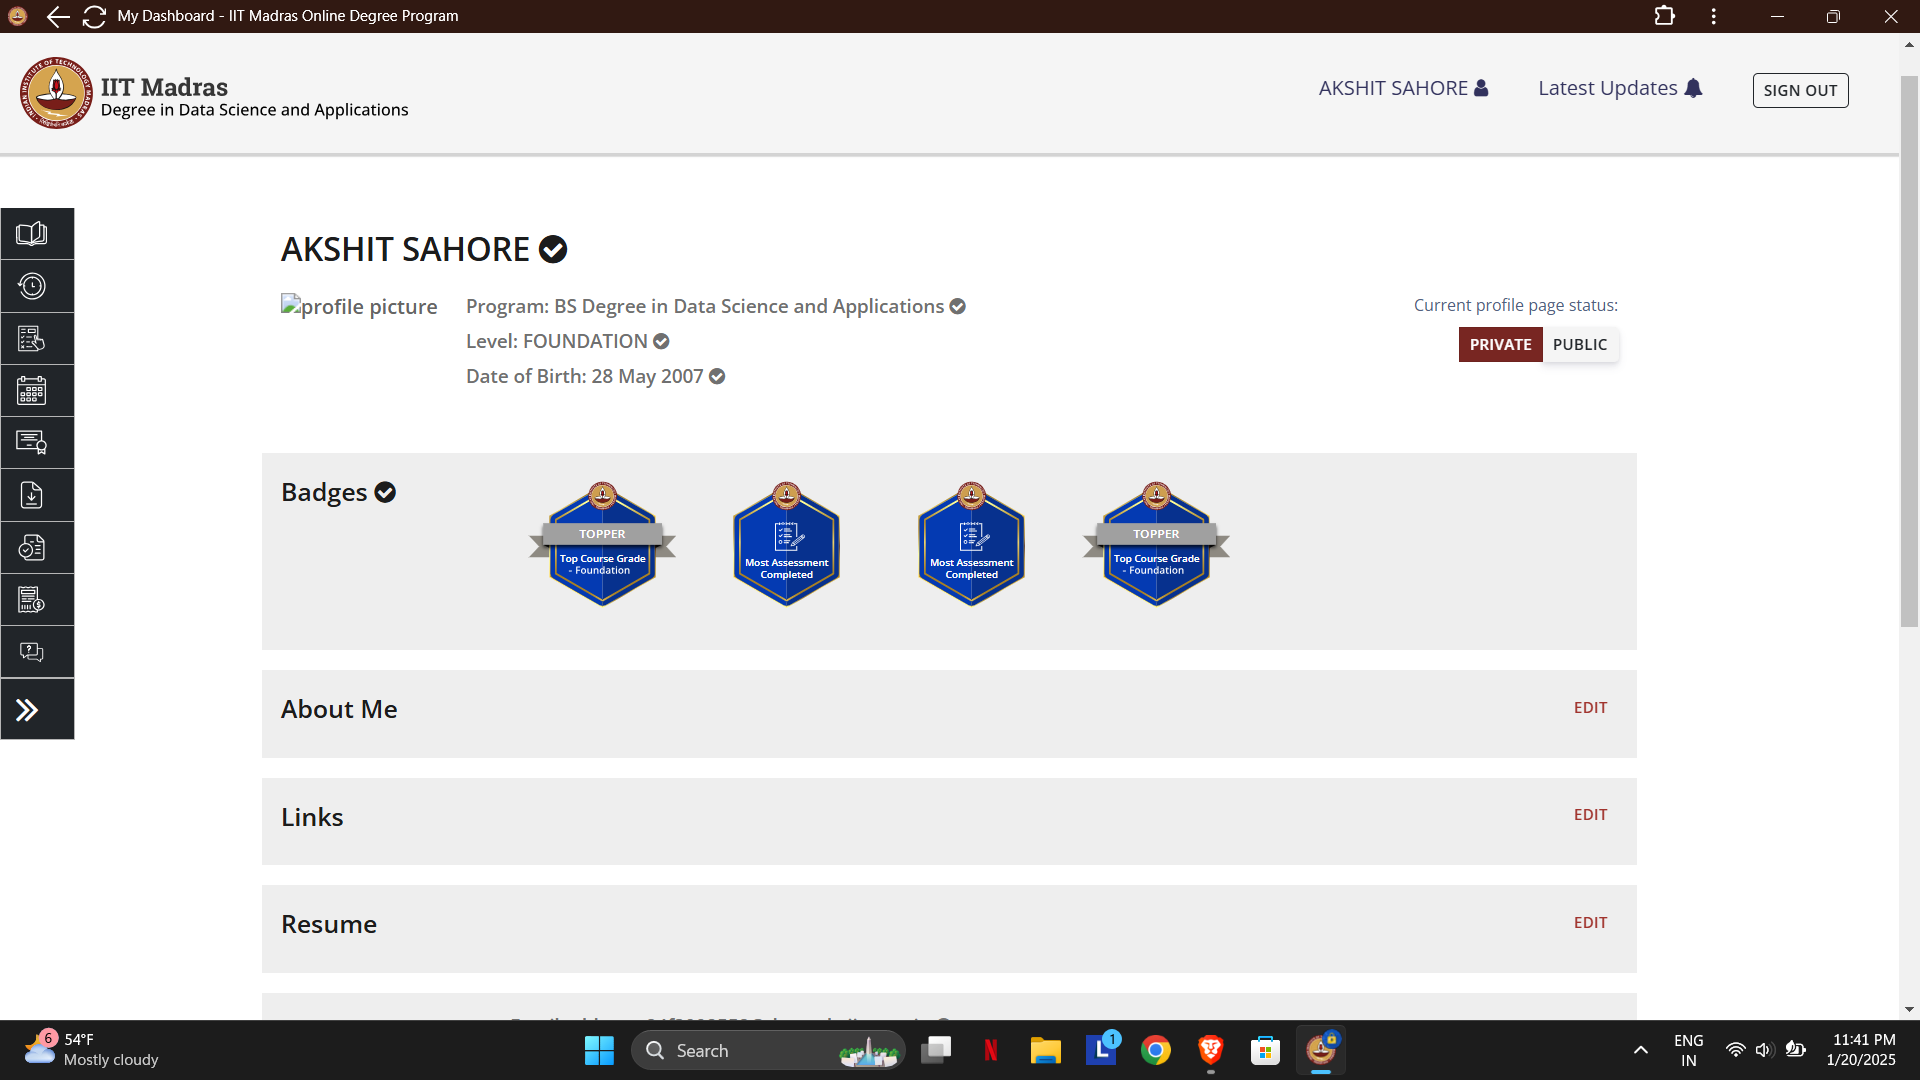 My Dashboard - IIT Madras Online Degree Program
IIT Madras
Degree in Data Science and Applications
AKSHIT SAHORE
Latest Updates
SIGN OUT
AKSHIT SAHORE
profile picture
Program: BS Degree in Data Science and Applications
Level: FOUNDATION
Date of Birth: 28 May 2007
Current profile page status:
PRIVATE PUBLIC
Badges
TOPPER
Top Course Grade
- Foundation
Most Assessment
Completed
Most Assessment
Completed
TOPPER
Top Course Grade
- Foundation
About Me
EDIT
Links
EDIT
Resume
EDIT
6
54°F
Mostly cloudy
Search
1
ENG
IN
11:41 PM
1/20/2025